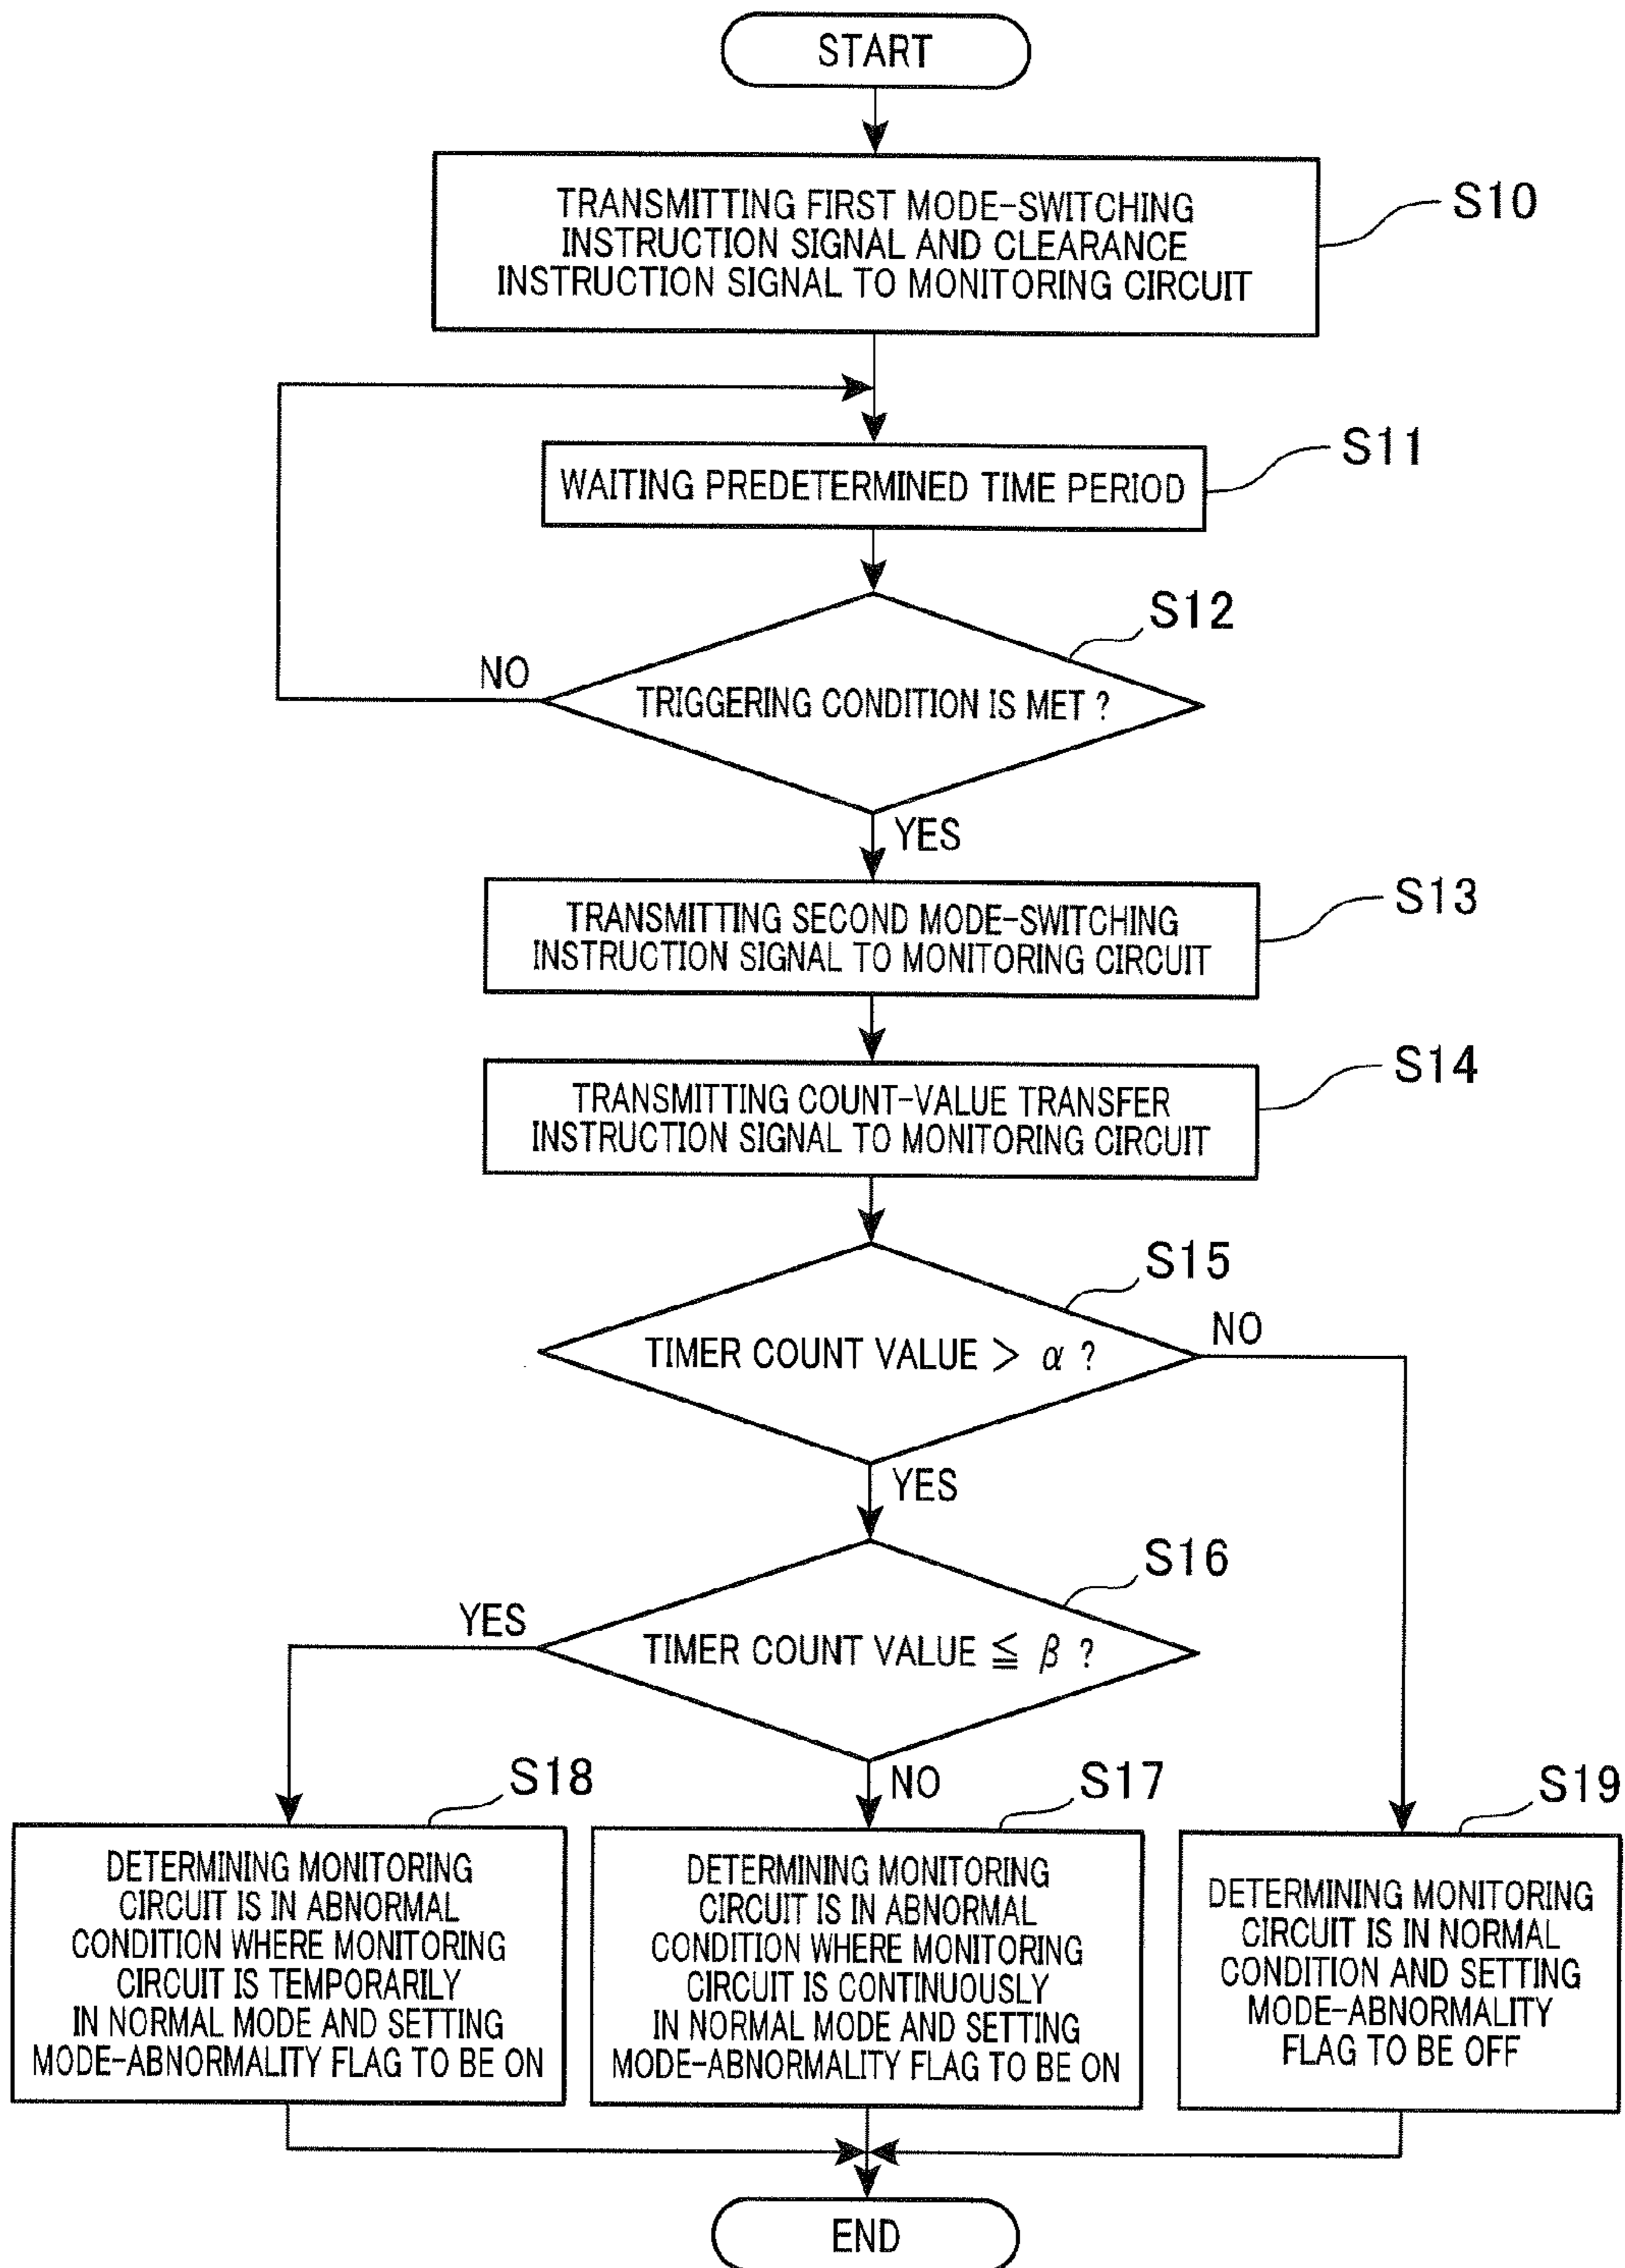 START
TRANSMITTING FIRST MODE-SWITCHING
INSTRUCTION SIGNAL AND CLEARANCE
INSTRUCTION SIGNAL TO MONITORING CIRCUIT
S10
WAITING PREDETERMINED TIME PERIOD
S11
S12
NO
TRIGGERING CONDITION IS MET ?
YES
TRANSMITTING SECOND MODE-SWITCHING
INSTRUCTION SIGNAL TO MONITORING CIRCUIT
S13
TRANSMITTING COUNT-VALUE TRANSFER
INSTRUCTION SIGNAL TO MONITORING CIRCUIT
S14
S15
TIMER COUNT VALUE > α ?
NO
YES
S16
YES
TIMER COUNT VALUE ≦ β ?
NO
S18
DETERMINING MONITORING
CIRCUIT IS IN ABNORMAL
CONDITION WHERE MONITORING
CIRCUIT IS TEMPORARILY
IN NORMAL MODE AND SETTING
MODE-ABNORMALITY FLAG TO BE ON
S17
DETERMINING MONITORING
CIRCUIT IS IN ABNORMAL
CONDITION WHERE MONITORING
CIRCUIT IS CONTINUOUSLY
IN NORMAL MODE AND SETTING
MODE-ABNORMALITY FLAG TO BE ON
S19
DETERMINING MONITORING
CIRCUIT IS IN NORMAL
CONDITION AND SETTING
MODE-ABNORMALITY
FLAG TO BE OFF
END